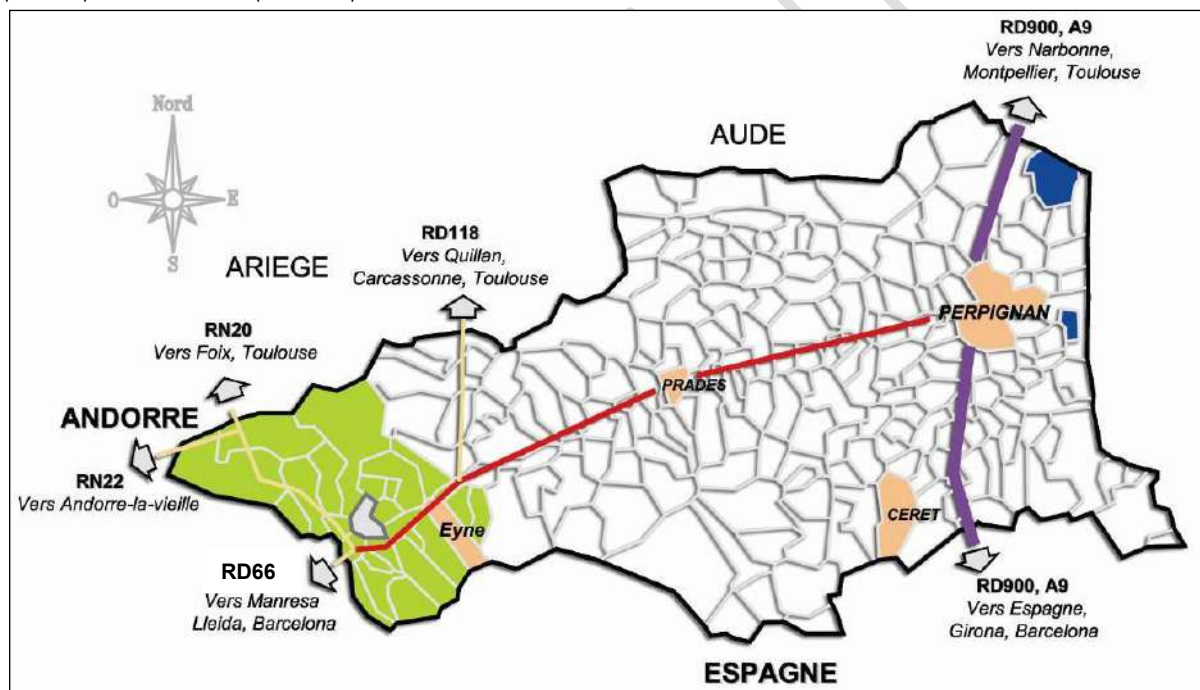 RD900, A9
Vers Narbonne,
Montpellier, Toulouse
Nord
O
E
S
AUDE
ARIEGE
RD118
Vers Quillan,
Carcassonne, Toulouse
RN20
Vers Foix, Toulouse
PERPIGNAN
PRADES
ANDORRE
RN22
Vers Andorre-la-vieille
Eyne
CERET
RD66
Vers Manresa
Lleida, Barcelona
RD900, A9
Vers Espagne,
Girona, Barcelona
ESPAGNE